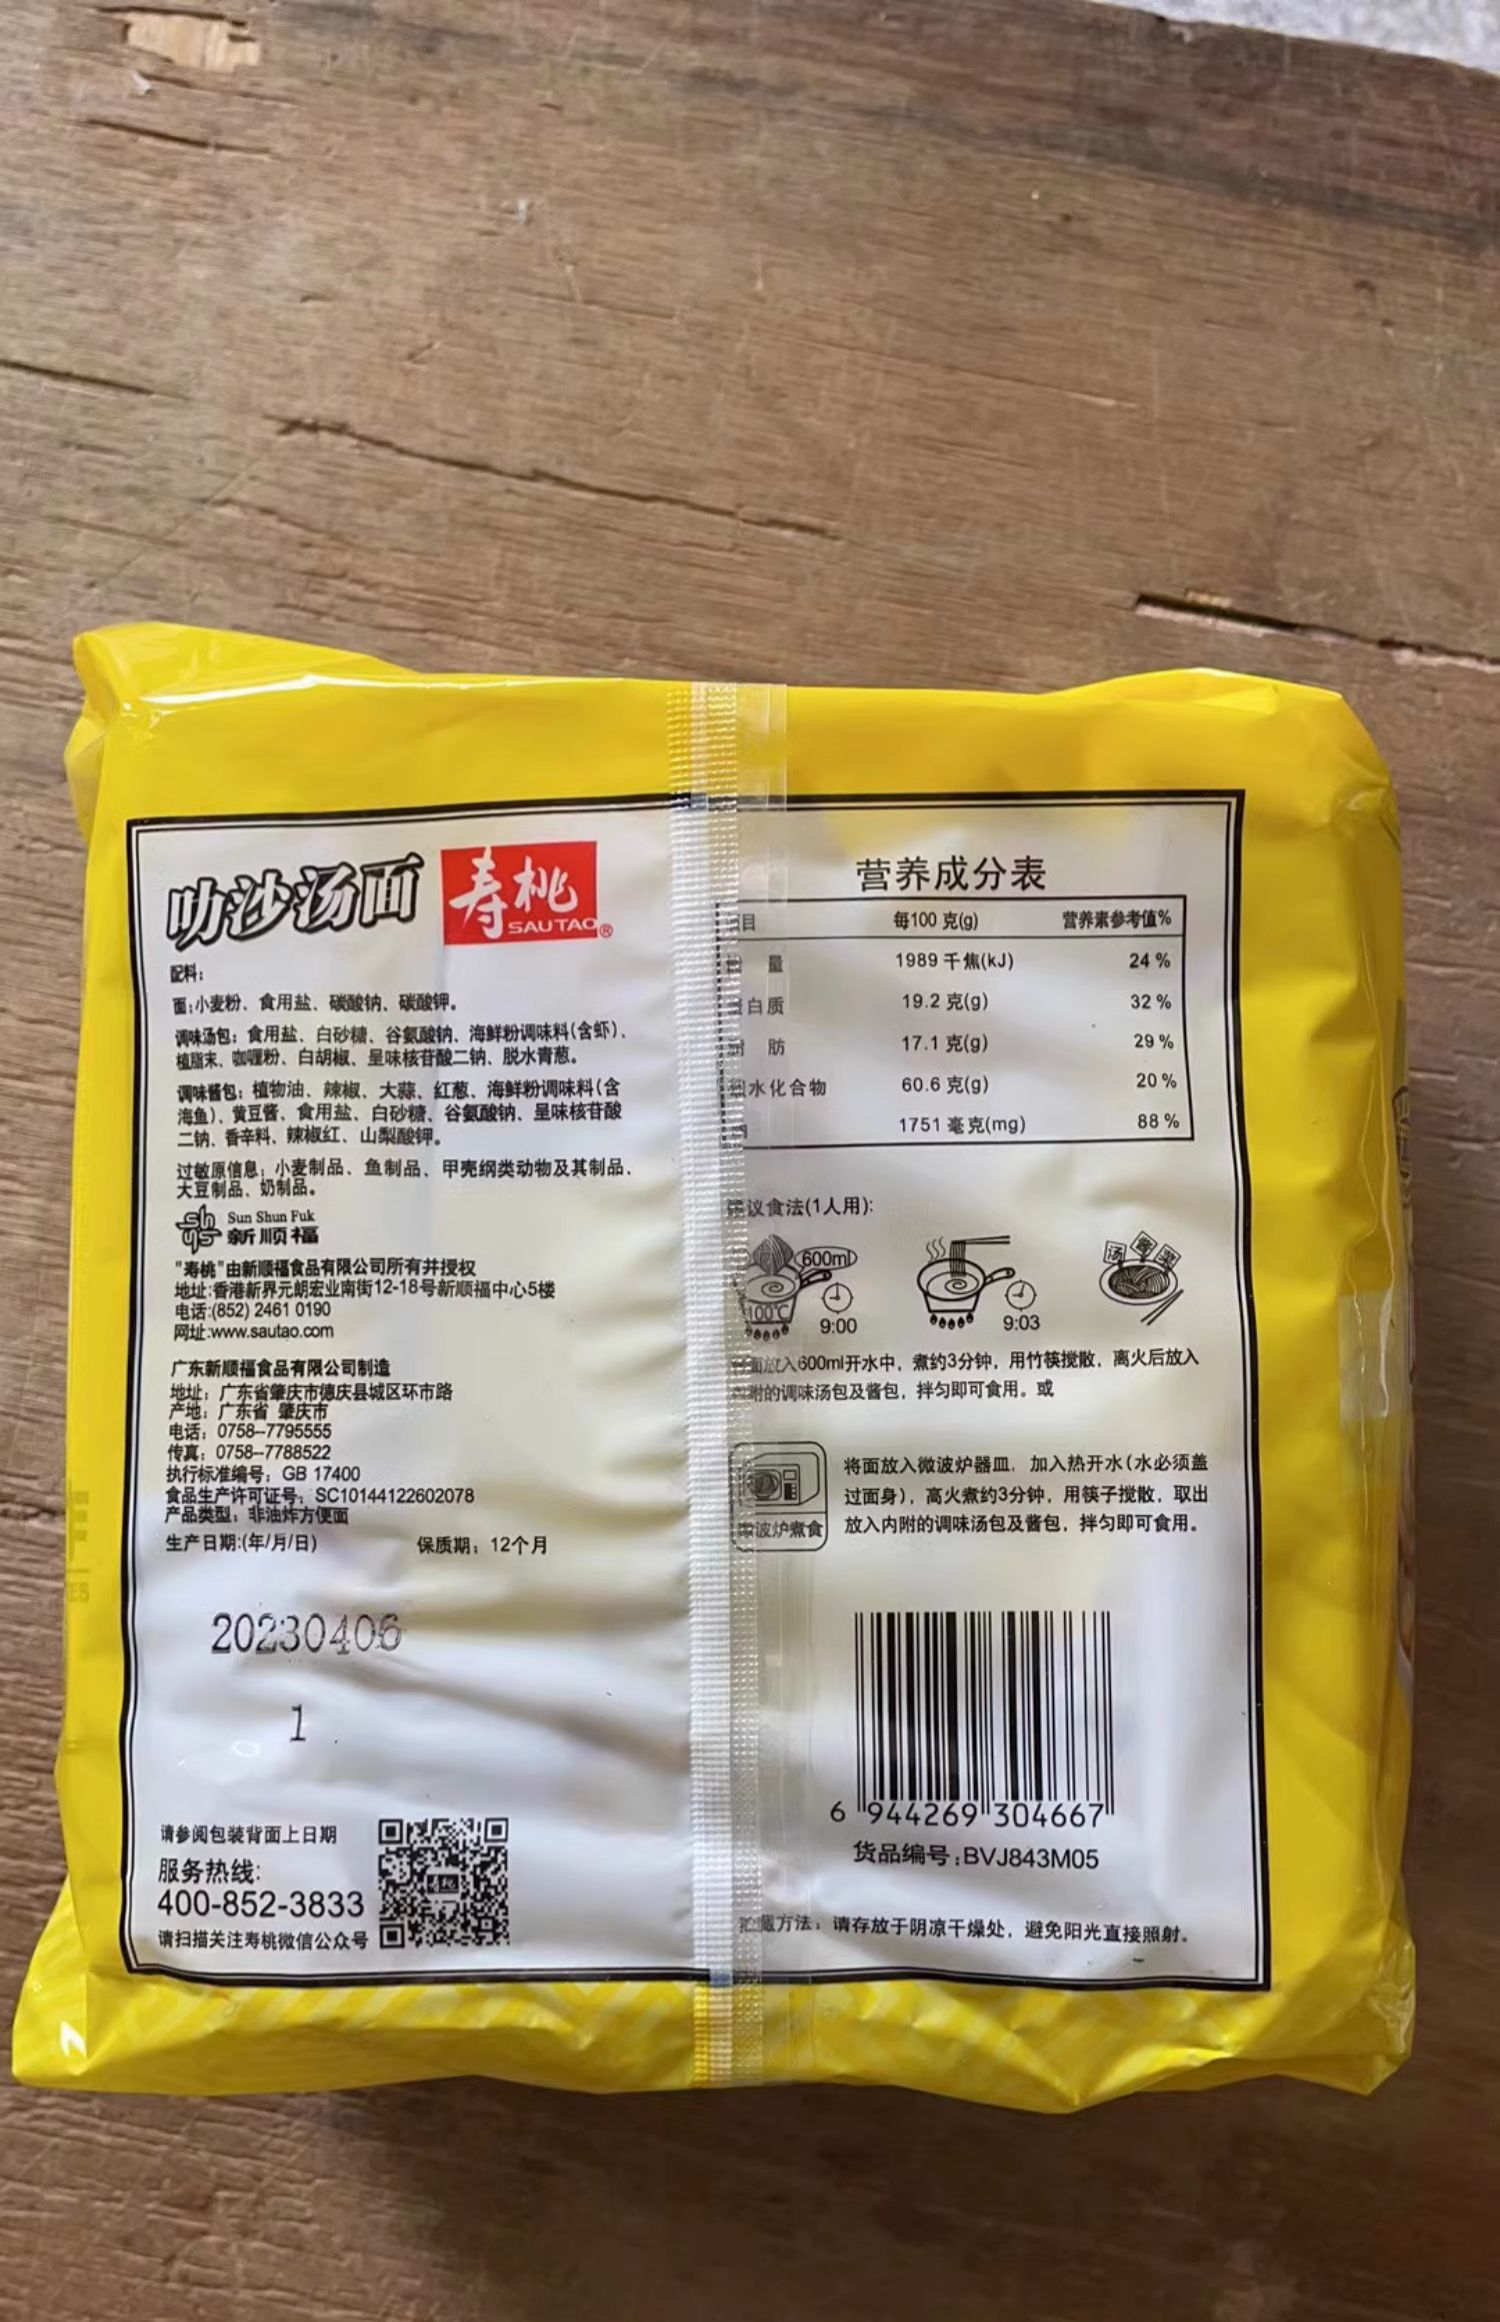 叻沙汤面
寿桃
SAUTAO®
配料：
面:小麦粉、食用盐、碳酸钠、碳酸钾。
调味汤包：食用盐、白砂糖、谷氨酸钠、海鲜粉调味料(含虾)、
植脂末、咖喱粉、白胡椒、呈味核苷酸二钠、脱水青葱。
调味酱包：植物油、辣椒、大蒜、红葱、海鲜粉调味料(含
海鱼)、黄豆酱、食用盐、白砂糖、谷氨酸钠、呈味核苷酸
二钠、香辛料、辣椒红、山梨酸钾。
过敏原信息：小麦制品、鱼制品、甲壳纲类动物及其制品、
大豆制品、奶制品。
Sun Shun Fuk
新顺福
"寿桃"由新顺福食品有限公司所有并授权
地址:香港新界元朗宏业南街12-18号新顺福中心5楼
电话:(852) 2461 0190
网址:www.sautao.com
广东新顺福食品有限公司制造
地址：广东省肇庆市德庆县城区环市路
产地：广东省 肇庆市
电话：0758--7795555
传真：0758--7788522
执行标准编号：GB 17400
食品生产许可证号：SC10144122602078
产品类型：非油炸方便面
生产日期:(年/月/日) 保质期：12个月
20230406
1
请参阅包装背面上日期
服务热线:
400-852-3833
请扫描关注寿桃微信公众号
营养成分表
目 每100 克(g) 营养素参考值%
量 1989 千焦(kJ) 24 %
白质 19.2 克(g) 32 %
肪 17.1 克(g) 29 %
水化合物 60.6 克(g) 20 %
1751 毫克(mg) 88 %
议食法(1人用):
600ml
100℃
9:00
9:03
汤
酱
菜
面放入600ml开水中，煮约3分钟，用竹筷搅散，离火后放入
附的调味汤包及酱包，拌匀即可食用。或
波炉煮食
将面放入微波炉器皿，加入热开水(水必须盖
过面身)，高火煮约3分钟，用筷子搅散，取出
放入内附的调味汤包及酱包，拌匀即可食用。
6 944269 304667
货品编号:BVJ843M05
方法：请存放于阴凉干燥处，避免阳光直接照射。